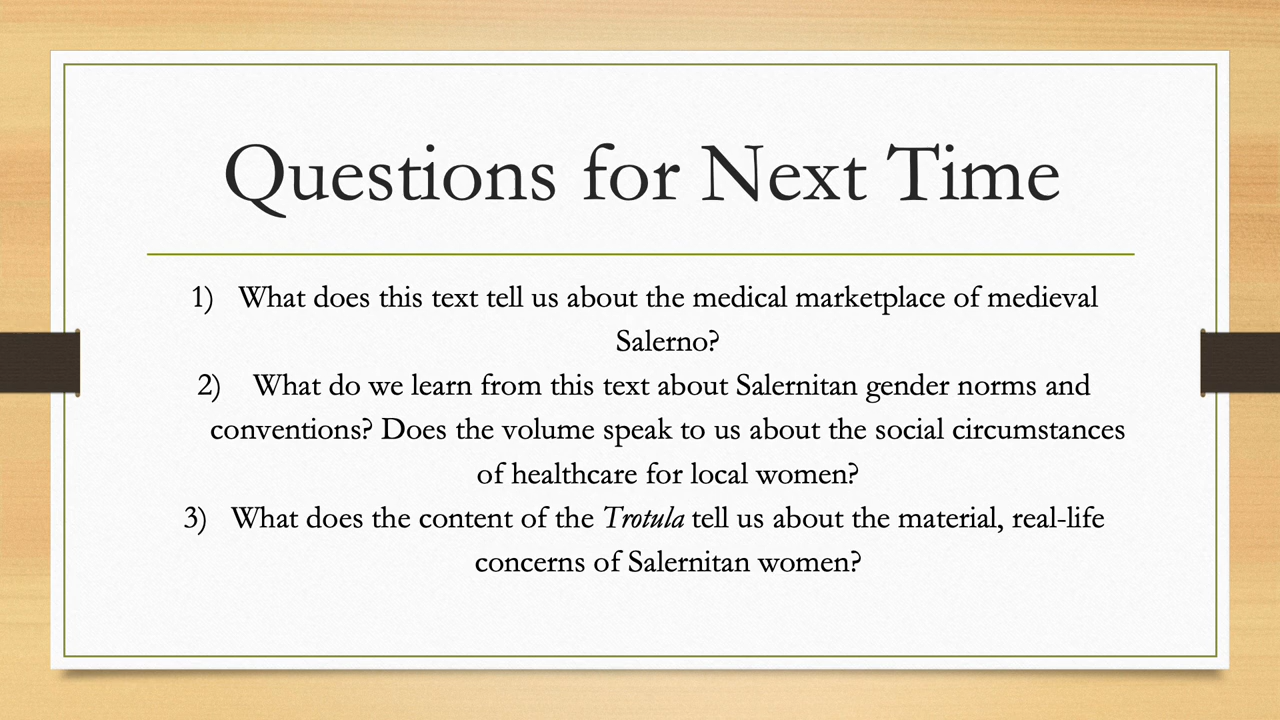 Questions for Next Time
1) What does this text tell us about the medical marketplace of medieval
Salerno?
2) What do we learn from this text about Salernitan gender norms and
conventions? Does the volume speak to us about the social circumstances
of healthcare for local women?
3) What does the content of the Trotula tell us about the material, real-life
concerns of Salernitan women?